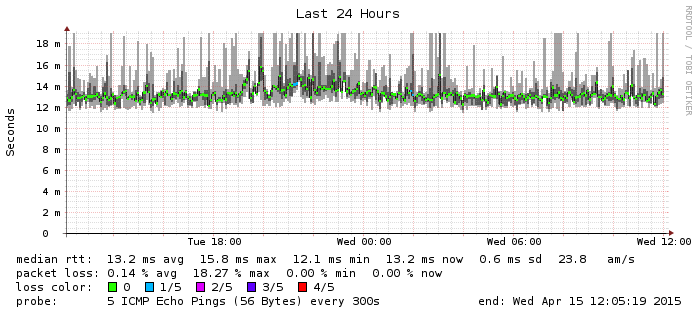 Last 24 Hours
RRDTOOL / TOBI OETIKER
Seconds
18 m
16 m
14 m
12 m
10 m
8 m
6 m
4 m
2 m
0
Tue 18:00 Wed 00:00 Wed 06:00 Wed 12:00
median rtt: 13.2 ms avg 15.8 ms max 12.1 ms min 13.2 ms now 0.6 ms sd 23.8 am/s
packet loss: 0.14 % avg 18.27 % max 0.00 % min 0.00 % now
loss color: 0 1/5 2/5 3/5 4/5
probe: 5 ICMP Echo Pings (56 Bytes) every 300s end: Wed Apr 15 12:05:19 2015